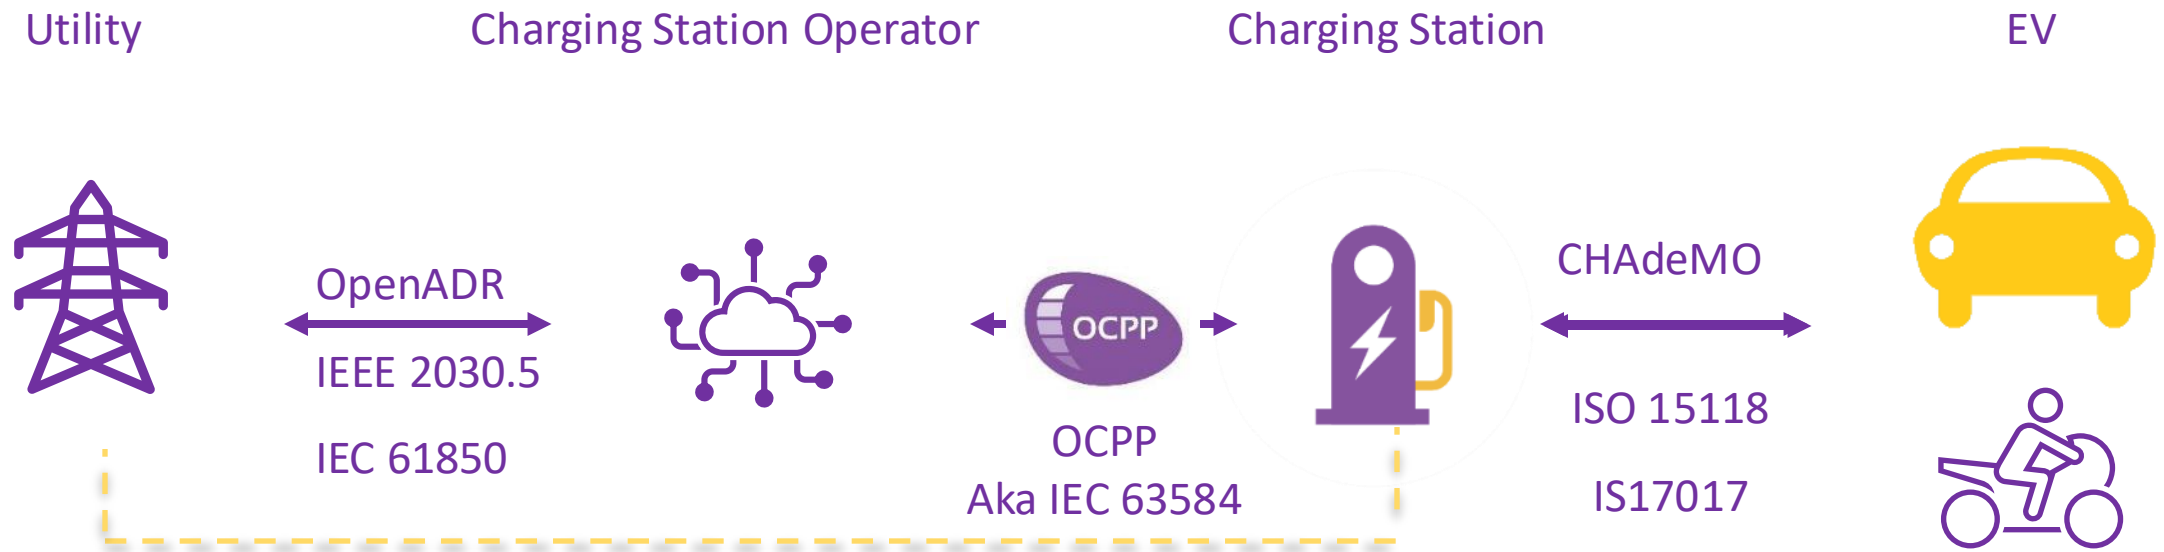 Utility
Charging Station Operator
Charging Station
EV
OpenADR
IEEE 2030.5
IEC 61850
OCPP
OCPP
Aka IEC 63584
CHAdeMO
ISO 15118
IS17017